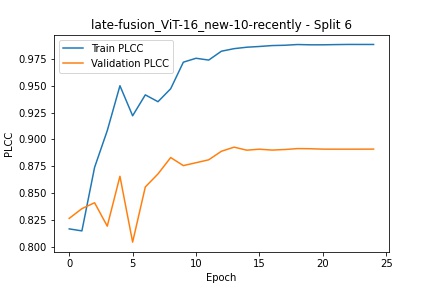 late-fusion_ViT-16_new-10-recently - Split 6
Train PLCC
Validation PLCC
0.975
0.950
0.925
0.900
0.875
0.850
0.825
0.800
PLCC
0 5 10 15 20 25
Epoch